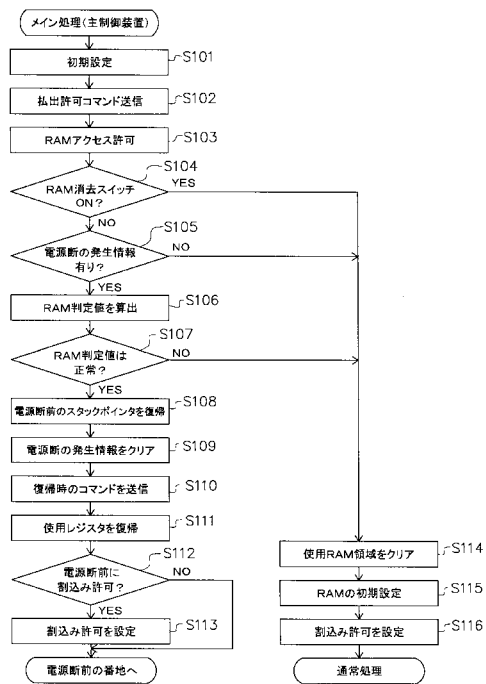 メイン処理(主制御装置)
初期設定
S101
払出許可コマンド送信
S102
RAMアクセス許可
S103
S104
RAM消去スイッチ
ON?
YES
NO
S105
電源断の発生情報
有り?
NO
YES
RAM判定値を算出
S106
S107
RAM判定値は
正常?
NO
YES
電源断前のスタックポインタを復帰
S108
電源断の発生情報をクリア
S109
復帰時のコマンドを送信
S110
使用レジスタを復帰
S111
S112
電源断前に
割込み許可?
NO
YES
割込み許可を設定
S113
電源断前の番地へ
使用RAM領域をクリア
S114
RAMの初期設定
S115
割込み許可を設定
S116
通常処理